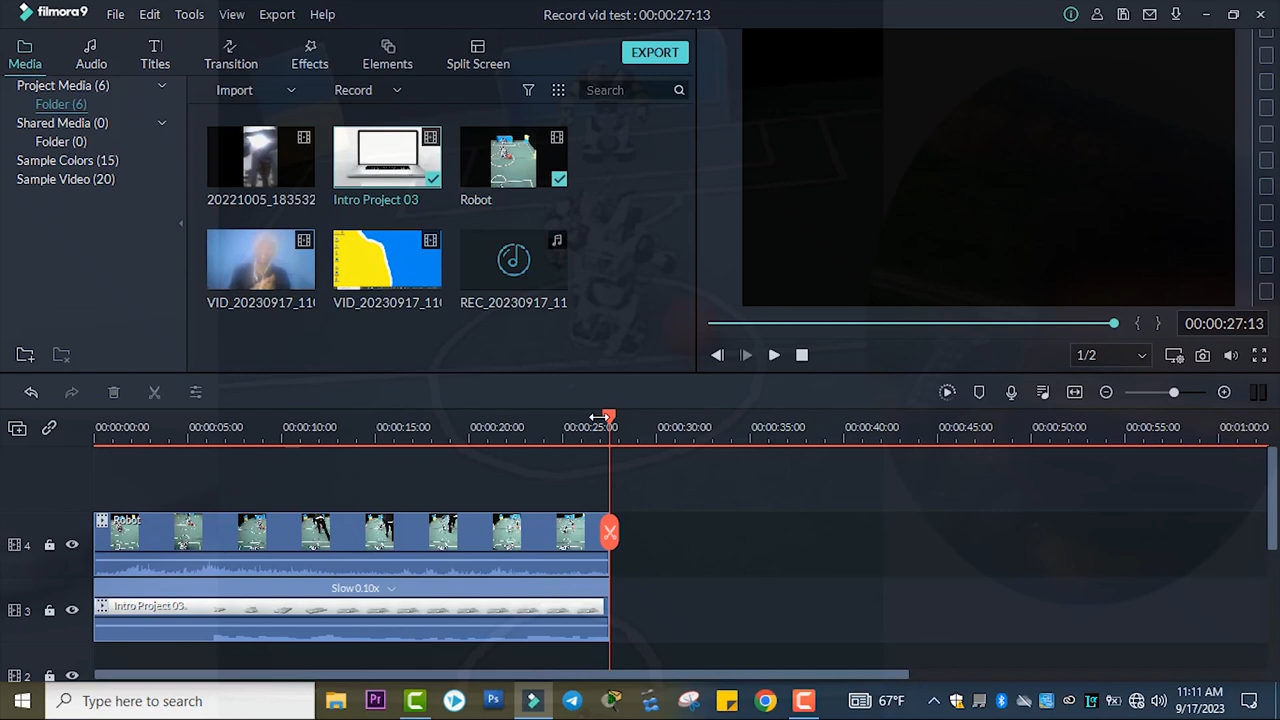 filmora9 File Edit Tools View Export Help Record vid test : 00:00:27:13
Media Audio Titles Transition Effects Elements Split Screen EXPORT
Project Media (6)
Folder (6)
Shared Media (0)
Folder (0)
Sample Colors (15)
Sample Video (20)
Import Record Search
20221005_183532 Intro Project 03 Robot
VID_20230917_110 VID_20230917_110 REC_20230917_11
00:00:27:13
1/2
00:00:00:00 00:00:05:00 00:00:10:00 00:00:15:00 00:00:20:00 00:00:25:00 00:00:30:00 00:00:35:00 00:00:40:00 00:00:45:00 00:00:50:00 00:00:55:00 00:01:00:0
4 Robot
Slow 0.10x
3 Intro Project 03
2
Type here to search Pr Ps 67°F 11:11 AM
9/17/2023